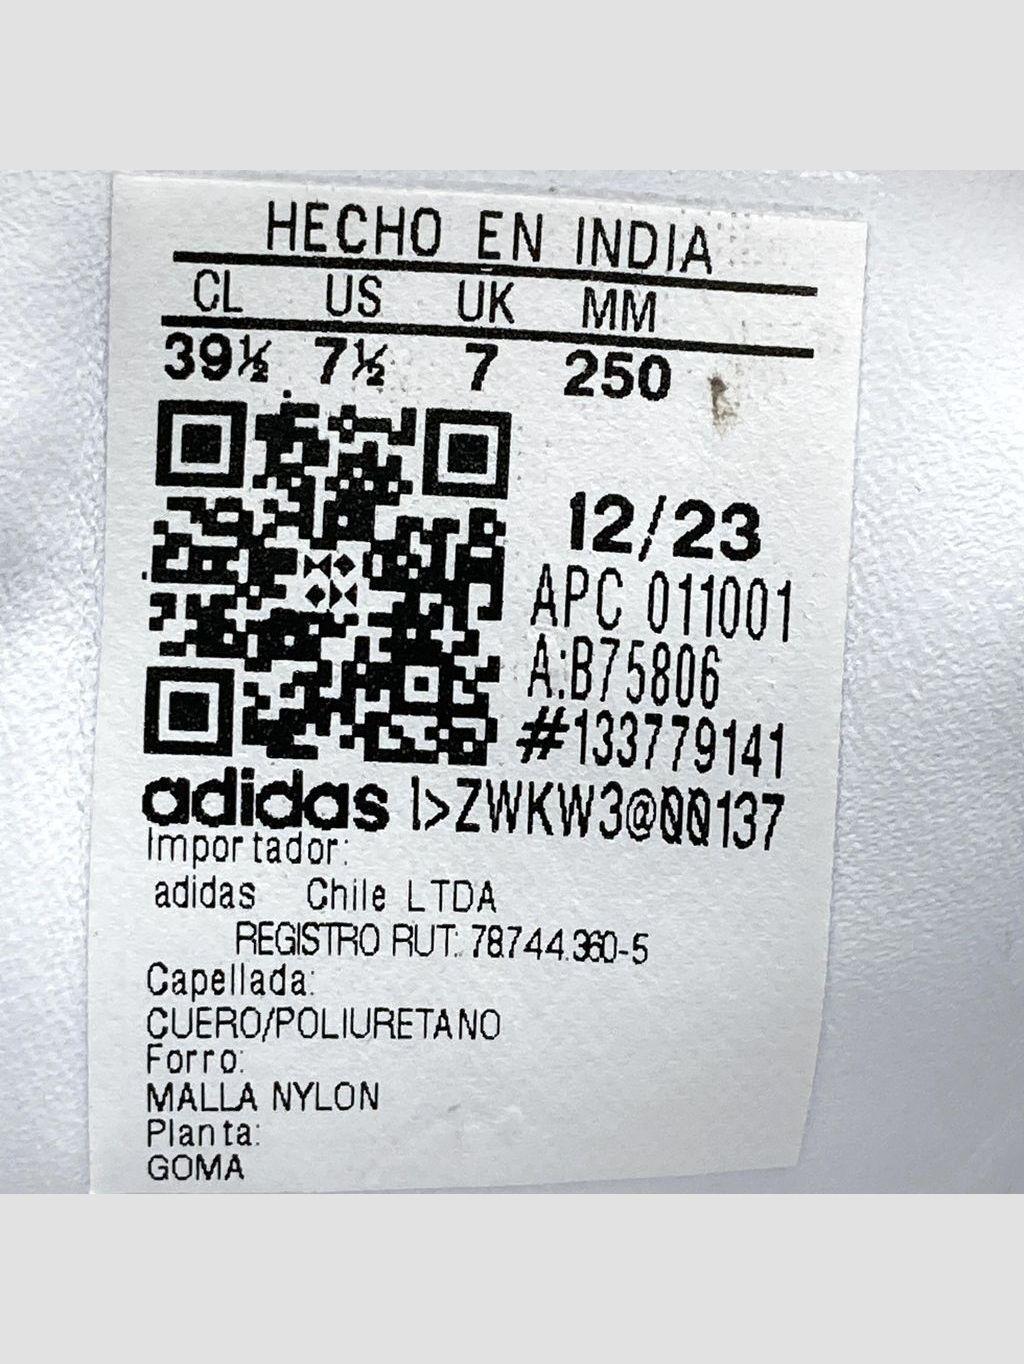 HECHO EN INDIA
CL US UK MM
39½ 7½ 7 250
12/23
APC 011001
A:B75806
#133779141
adidas I>ZWKW3@00137
Importador:
adidas Chile LTDA
REGISTRO RUT: 78.744.360-5
Capellada:
CUERO/POLIURETANO
Forro:
MALLA NYLON
Planta:
GOMA